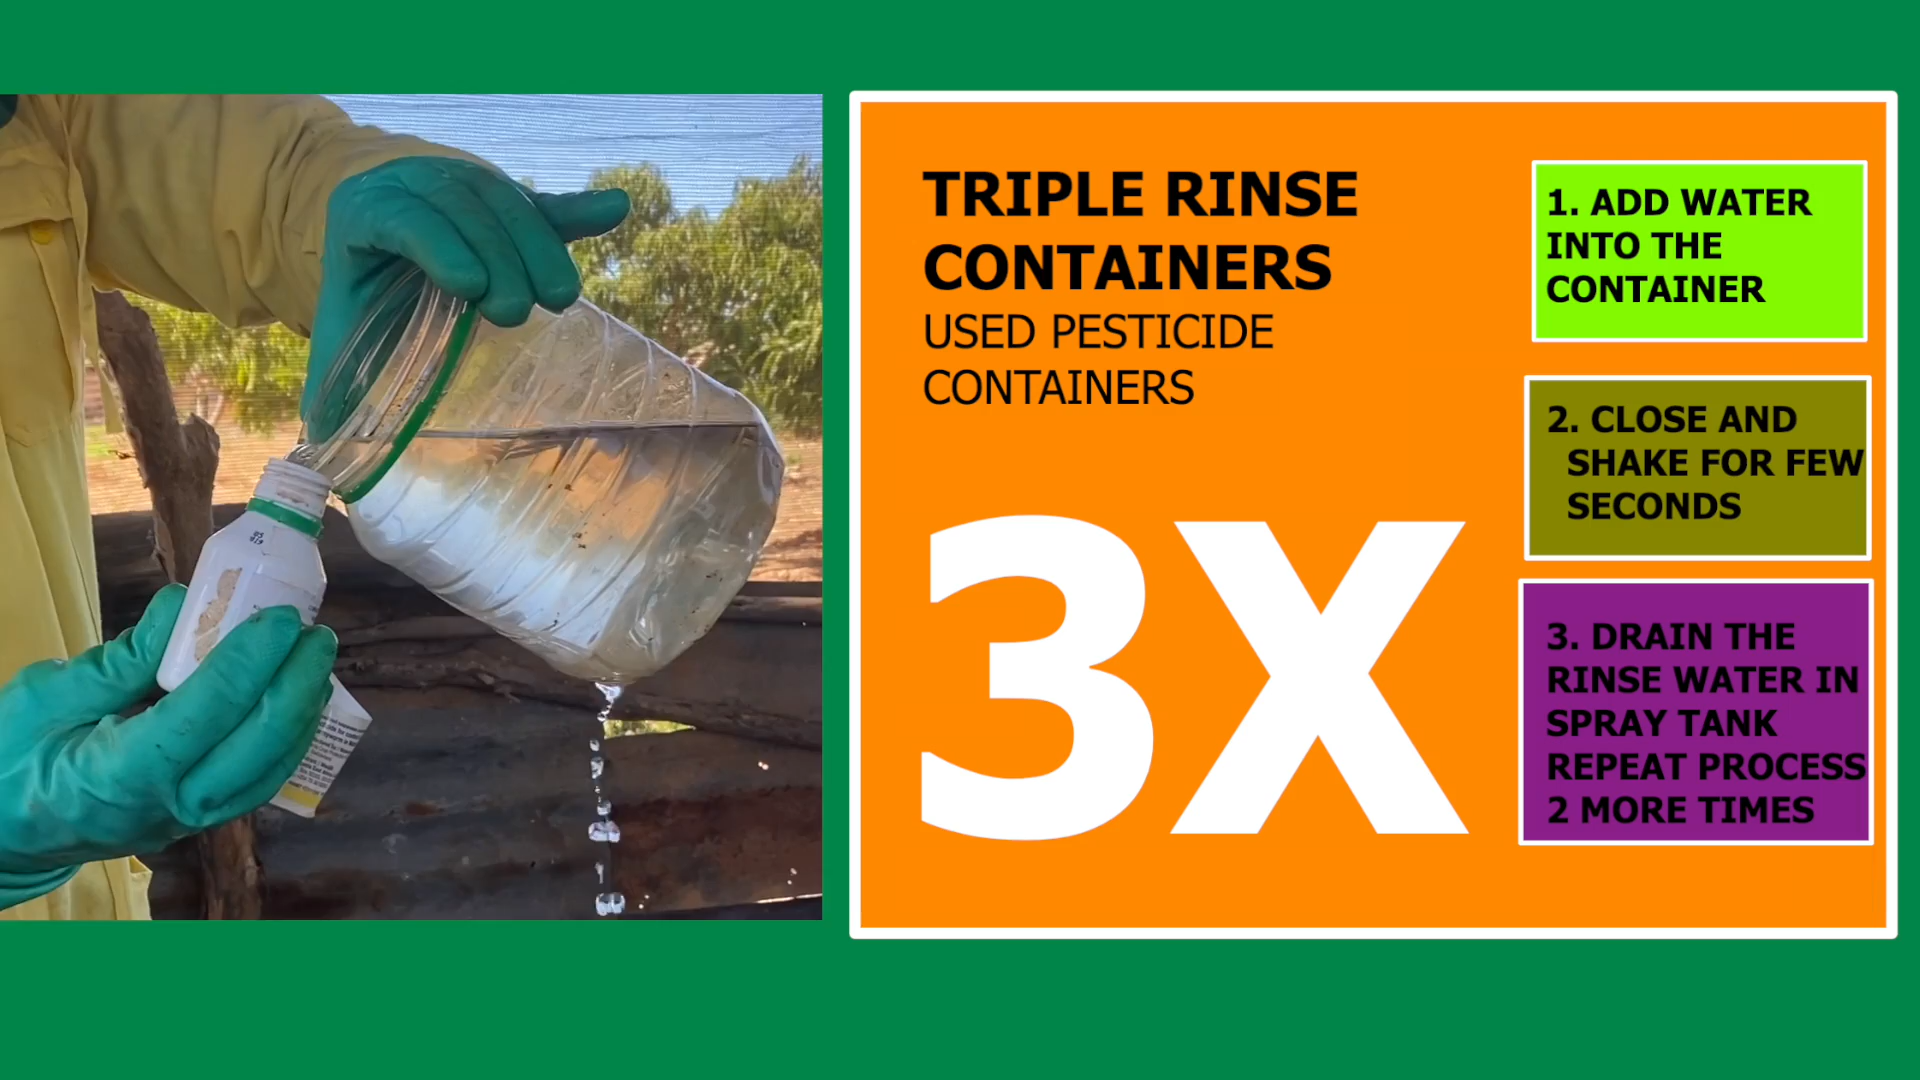 TRIPLE RINSE
CONTAINERS
USED PESTICIDE
CONTAINERS
3X
1. ADD WATER
INTO THE
CONTAINER
2. CLOSE AND
SHAKE FOR FEW
SECONDS
3. DRAIN THE
RINSE WATER IN
SPRAY TANK
REPEAT PROCESS
2 MORE TIMES